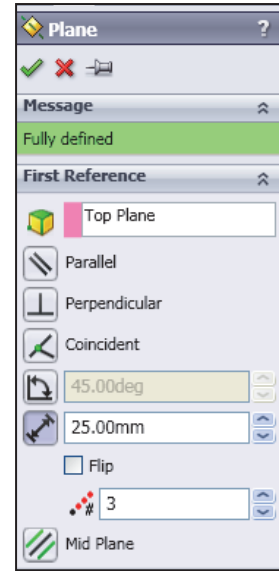 Plane ?
Message
Fully defined
First Reference
Top Plane
Parallel
Perpendicular
Coincident
45.00deg
25.00mm
Flip
# 3
Mid Plane